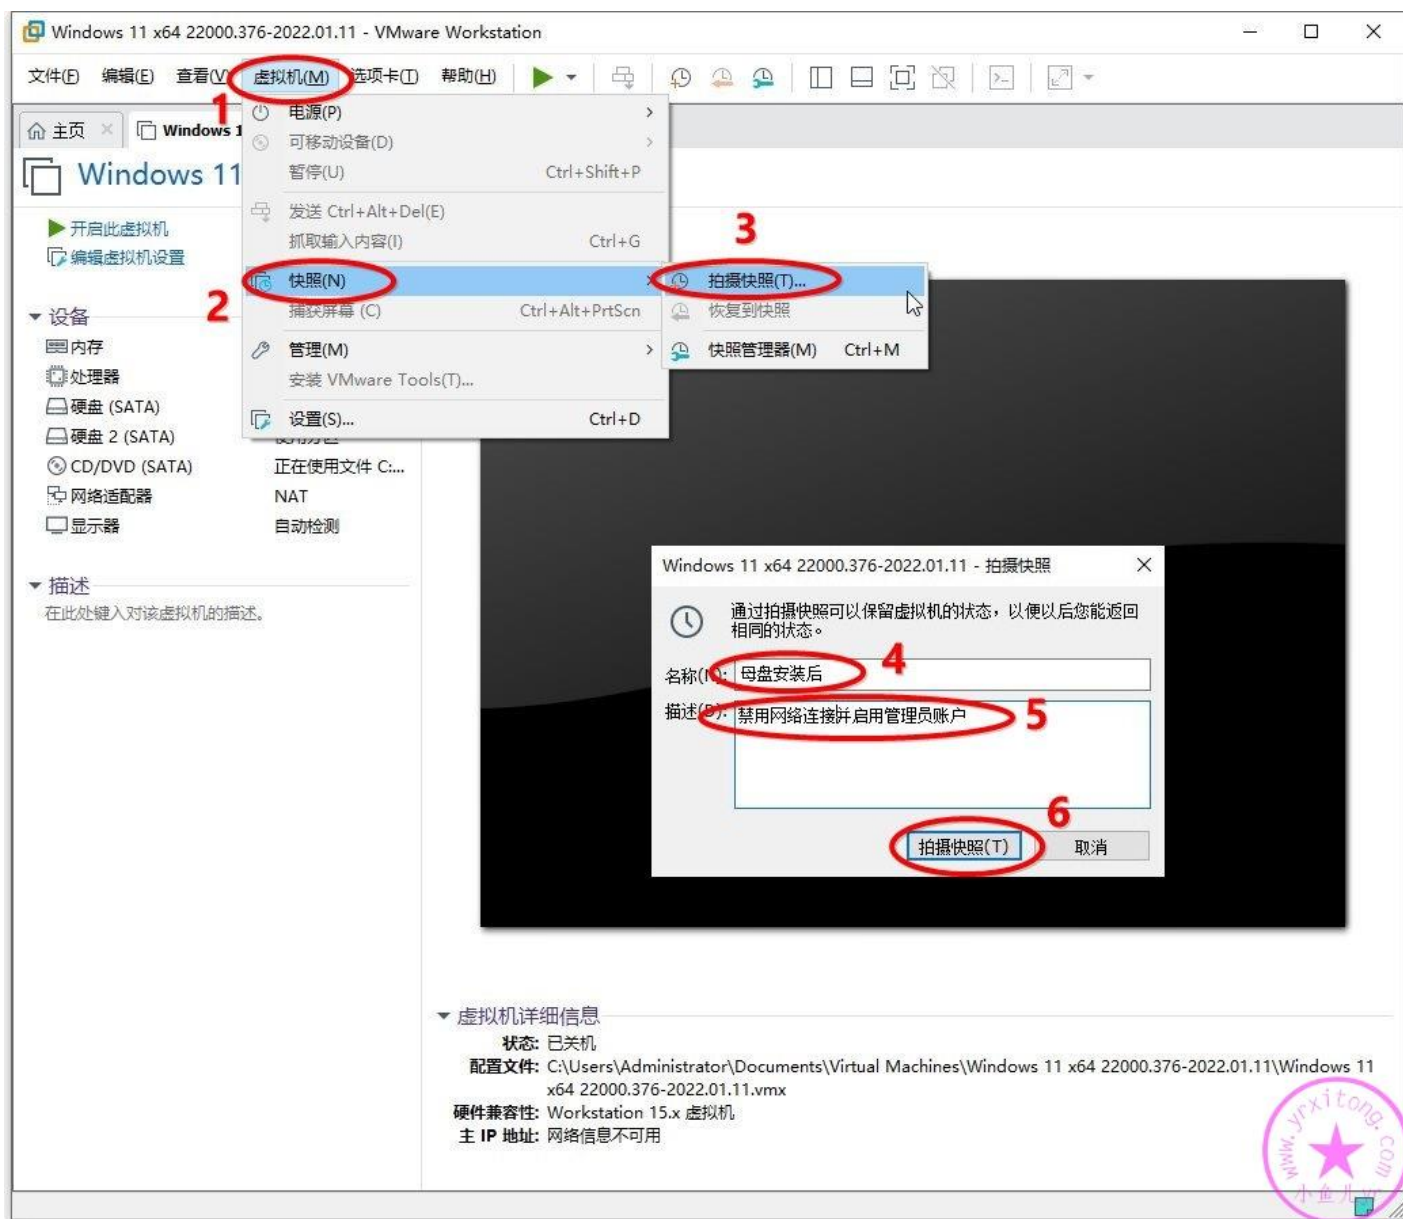 Windows 11 x64 22000.376-2022.01.11 - VMware Workstation
文件(F) 编辑(E) 查看(V) 虚拟机(M) 选项卡(T) 帮助(H)
1
主页 Windows 1
Windows 11
电源(P)
可移动设备(D)
暂停(U) Ctrl+Shift+P
发送 Ctrl+Alt+Del(E)
抓取输入内容(I) Ctrl+G
快照(N)
捕获屏幕 (C) Ctrl+Alt+PrtScn
管理(M)
安装 VMware Tools(T)...
设置(S)... Ctrl+D
2
3
拍摄快照(T)...
恢复到快照
快照管理器(M) Ctrl+M
开启此虚拟机
编辑虚拟机设置
设备
内存
处理器
硬盘 (SATA)
硬盘 2 (SATA)
CD/DVD (SATA) 正在使用文件 C:...
网络适配器 NAT
显示器 自动检测
描述
在此处键入对该虚拟机的描述。
Windows 11 x64 22000.376-2022.01.11 - 拍摄快照
通过拍摄快照可以保留虚拟机的状态，以便以后您能返回
相同的状态。
名称(N): 母盘安装后
4
描述(D): 禁用网络连接并启用管理员账户
5
6
拍摄快照(T) 取消
虚拟机详细信息
状态: 已关机
配置文件: C:\Users\Administrator\Documents\Virtual Machines\Windows 11 x64 22000.376-2022.01.11\Windows 11
x64 22000.376-2022.01.11.vmx
硬件兼容性: Workstation 15.x 虚拟机
主 IP 地址: 网络信息不可用
www.yrxitong.com
小鱼儿yr